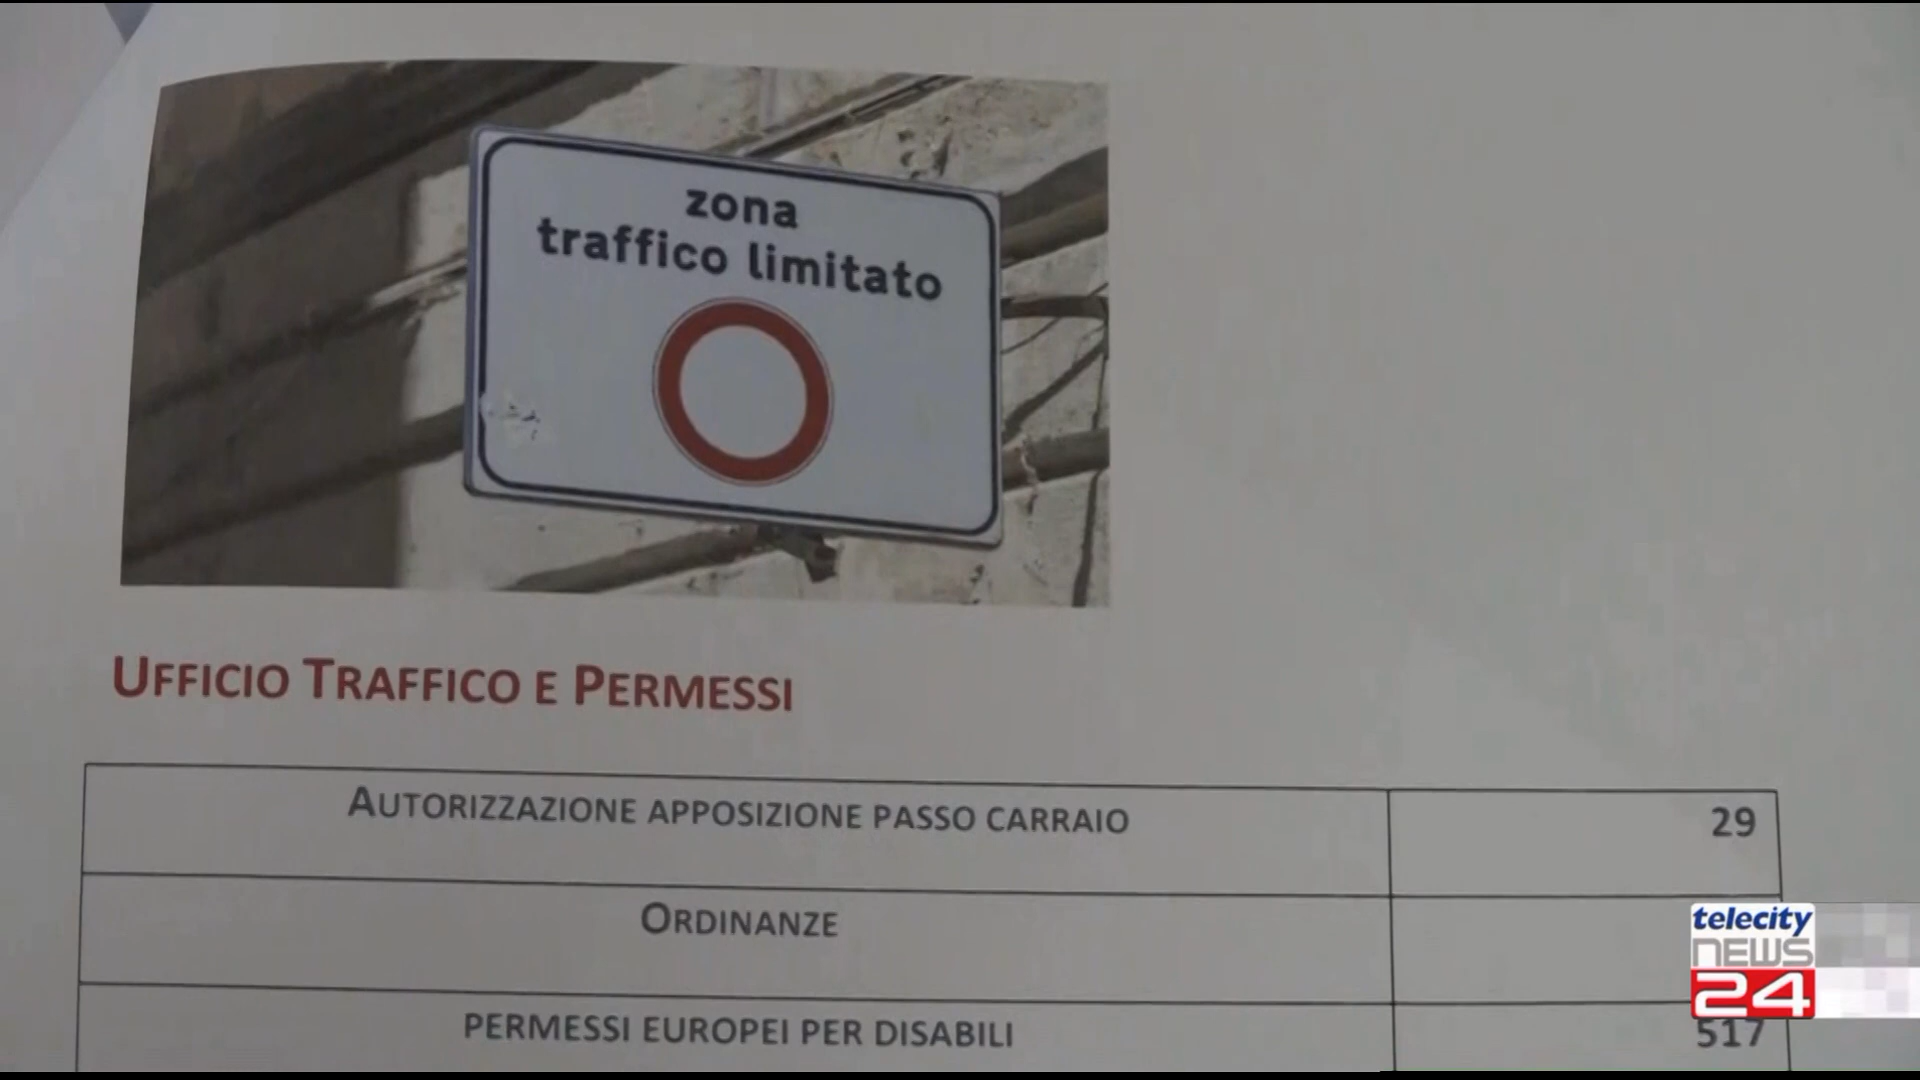 zona
traffico limitato
UFFICIO TRAFFICO E PERMESSI
AUTORIZZAZIONE APPOSIZIONE PASSO CARRAIO 29
ORDINANZE
PERMESSI EUROPEI PER DISABILI 517
telecity
NEWS
24